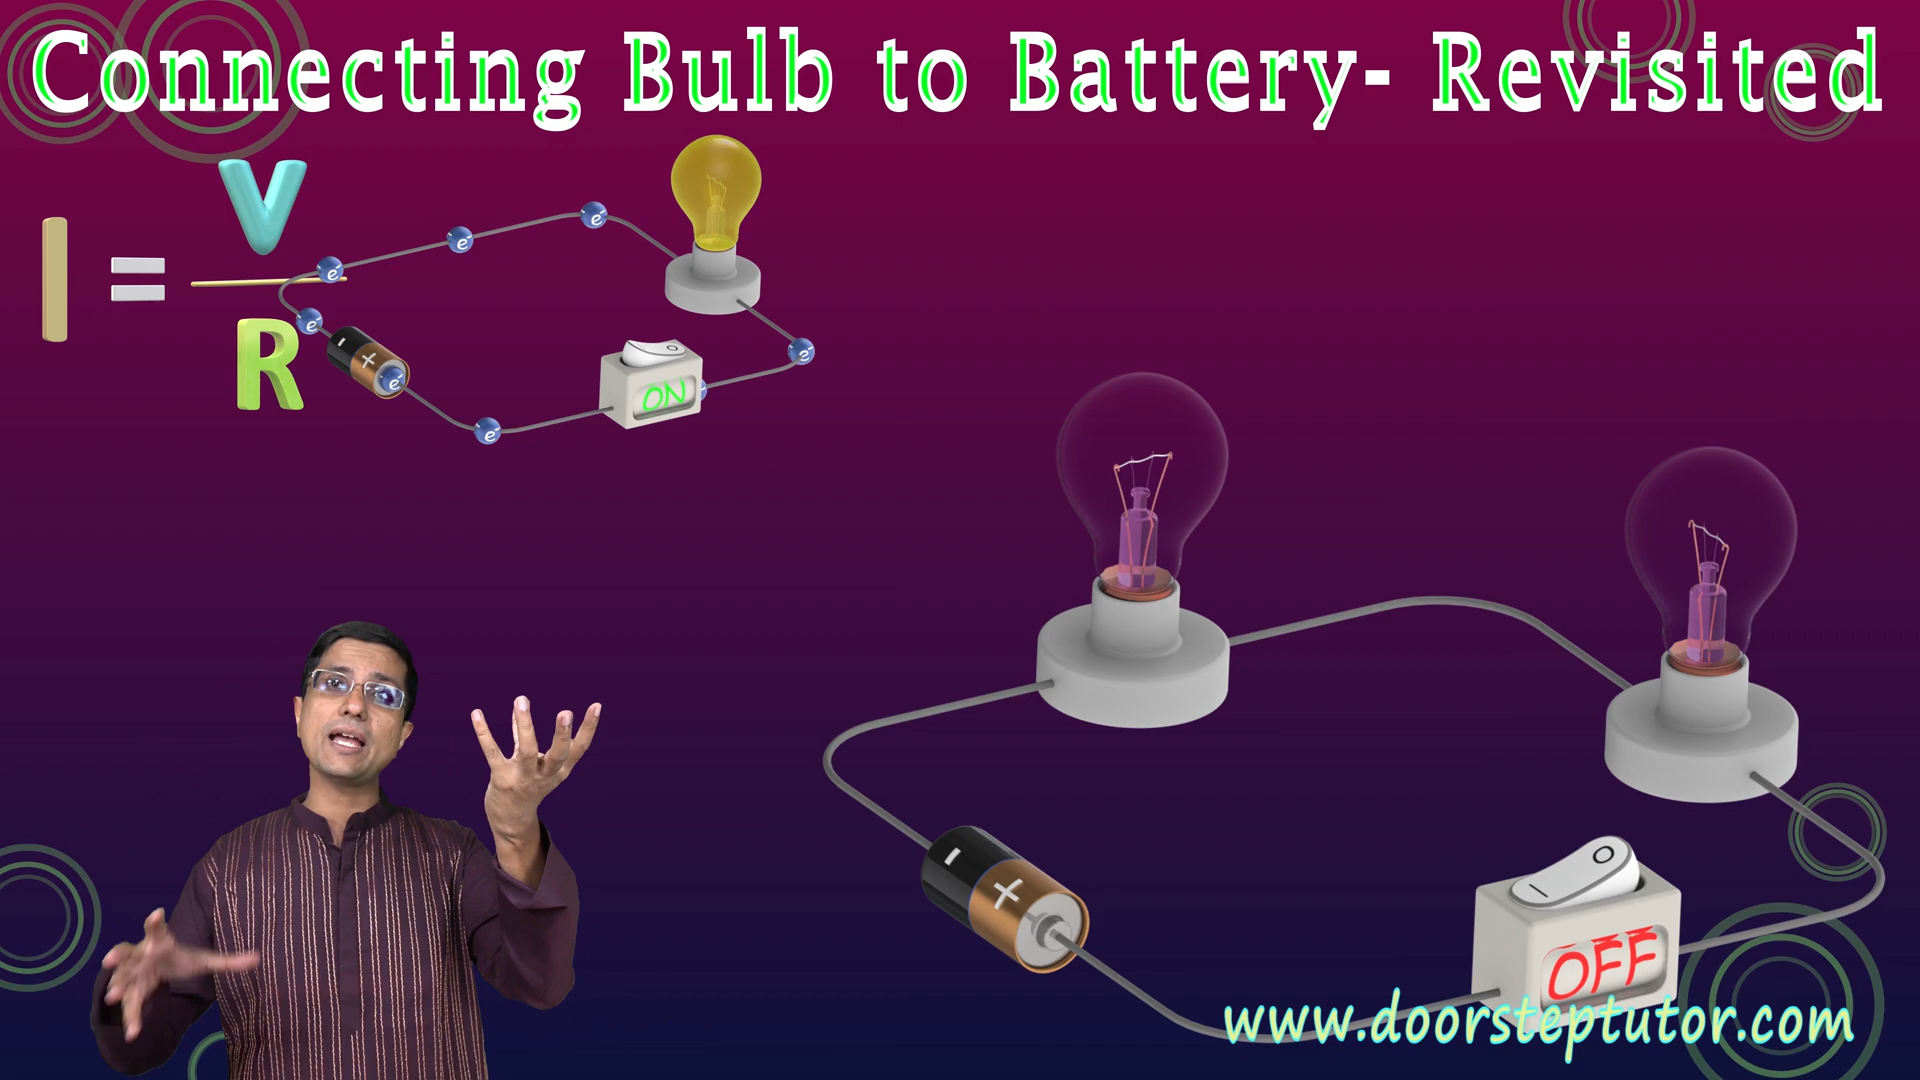 Connecting Bulb to Battery- Revisited
I = V
R
e⁻
e⁻
e⁻
e⁻
- +
e⁻
e⁻
e⁻
O
ON
- +
O
OFF
www.doorsteptutor.com